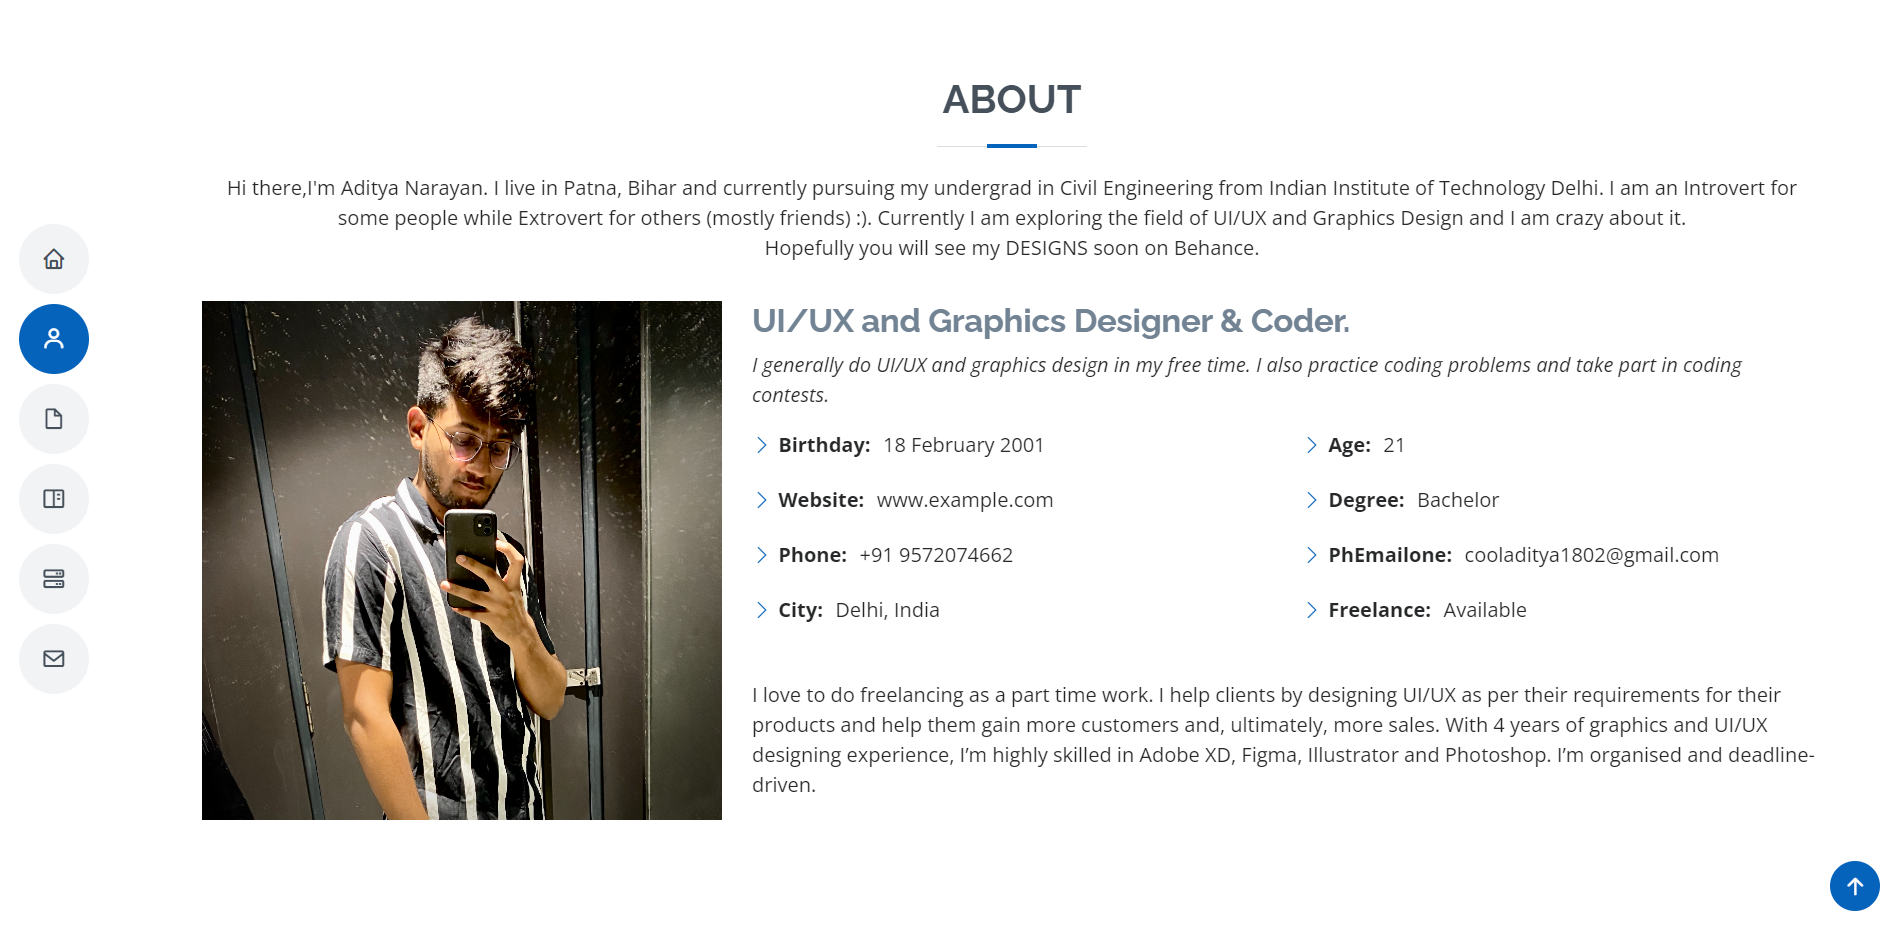 ABOUT
Hi there,I'm Aditya Narayan. I live in Patna, Bihar and currently pursuing my undergrad in Civil Engineering from Indian Institute of Technology Delhi. I am an Introvert for
some people while Extrovert for others (mostly friends) :). Currently I am exploring the field of UI/UX and Graphics Design and I am crazy about it.
Hopefully you will see my DESIGNS soon on Behance.
UI/UX and Graphics Designer & Coder.
I generally do UI/UX and graphics design in my free time. I also practice coding problems and take part in coding
contests.
Birthday: 18 February 2001
Website: www.example.com
Phone: +91 9572074662
City: Delhi, India
Age: 21
Degree: Bachelor
PhEmailone: cooladitya1802@gmail.com
Freelance: Available
I love to do freelancing as a part time work. I help clients by designing UI/UX as per their requirements for their
products and help them gain more customers and, ultimately, more sales. With 4 years of graphics and UI/UX
designing experience, I’m highly skilled in Adobe XD, Figma, Illustrator and Photoshop. I’m organised and deadline-
driven.